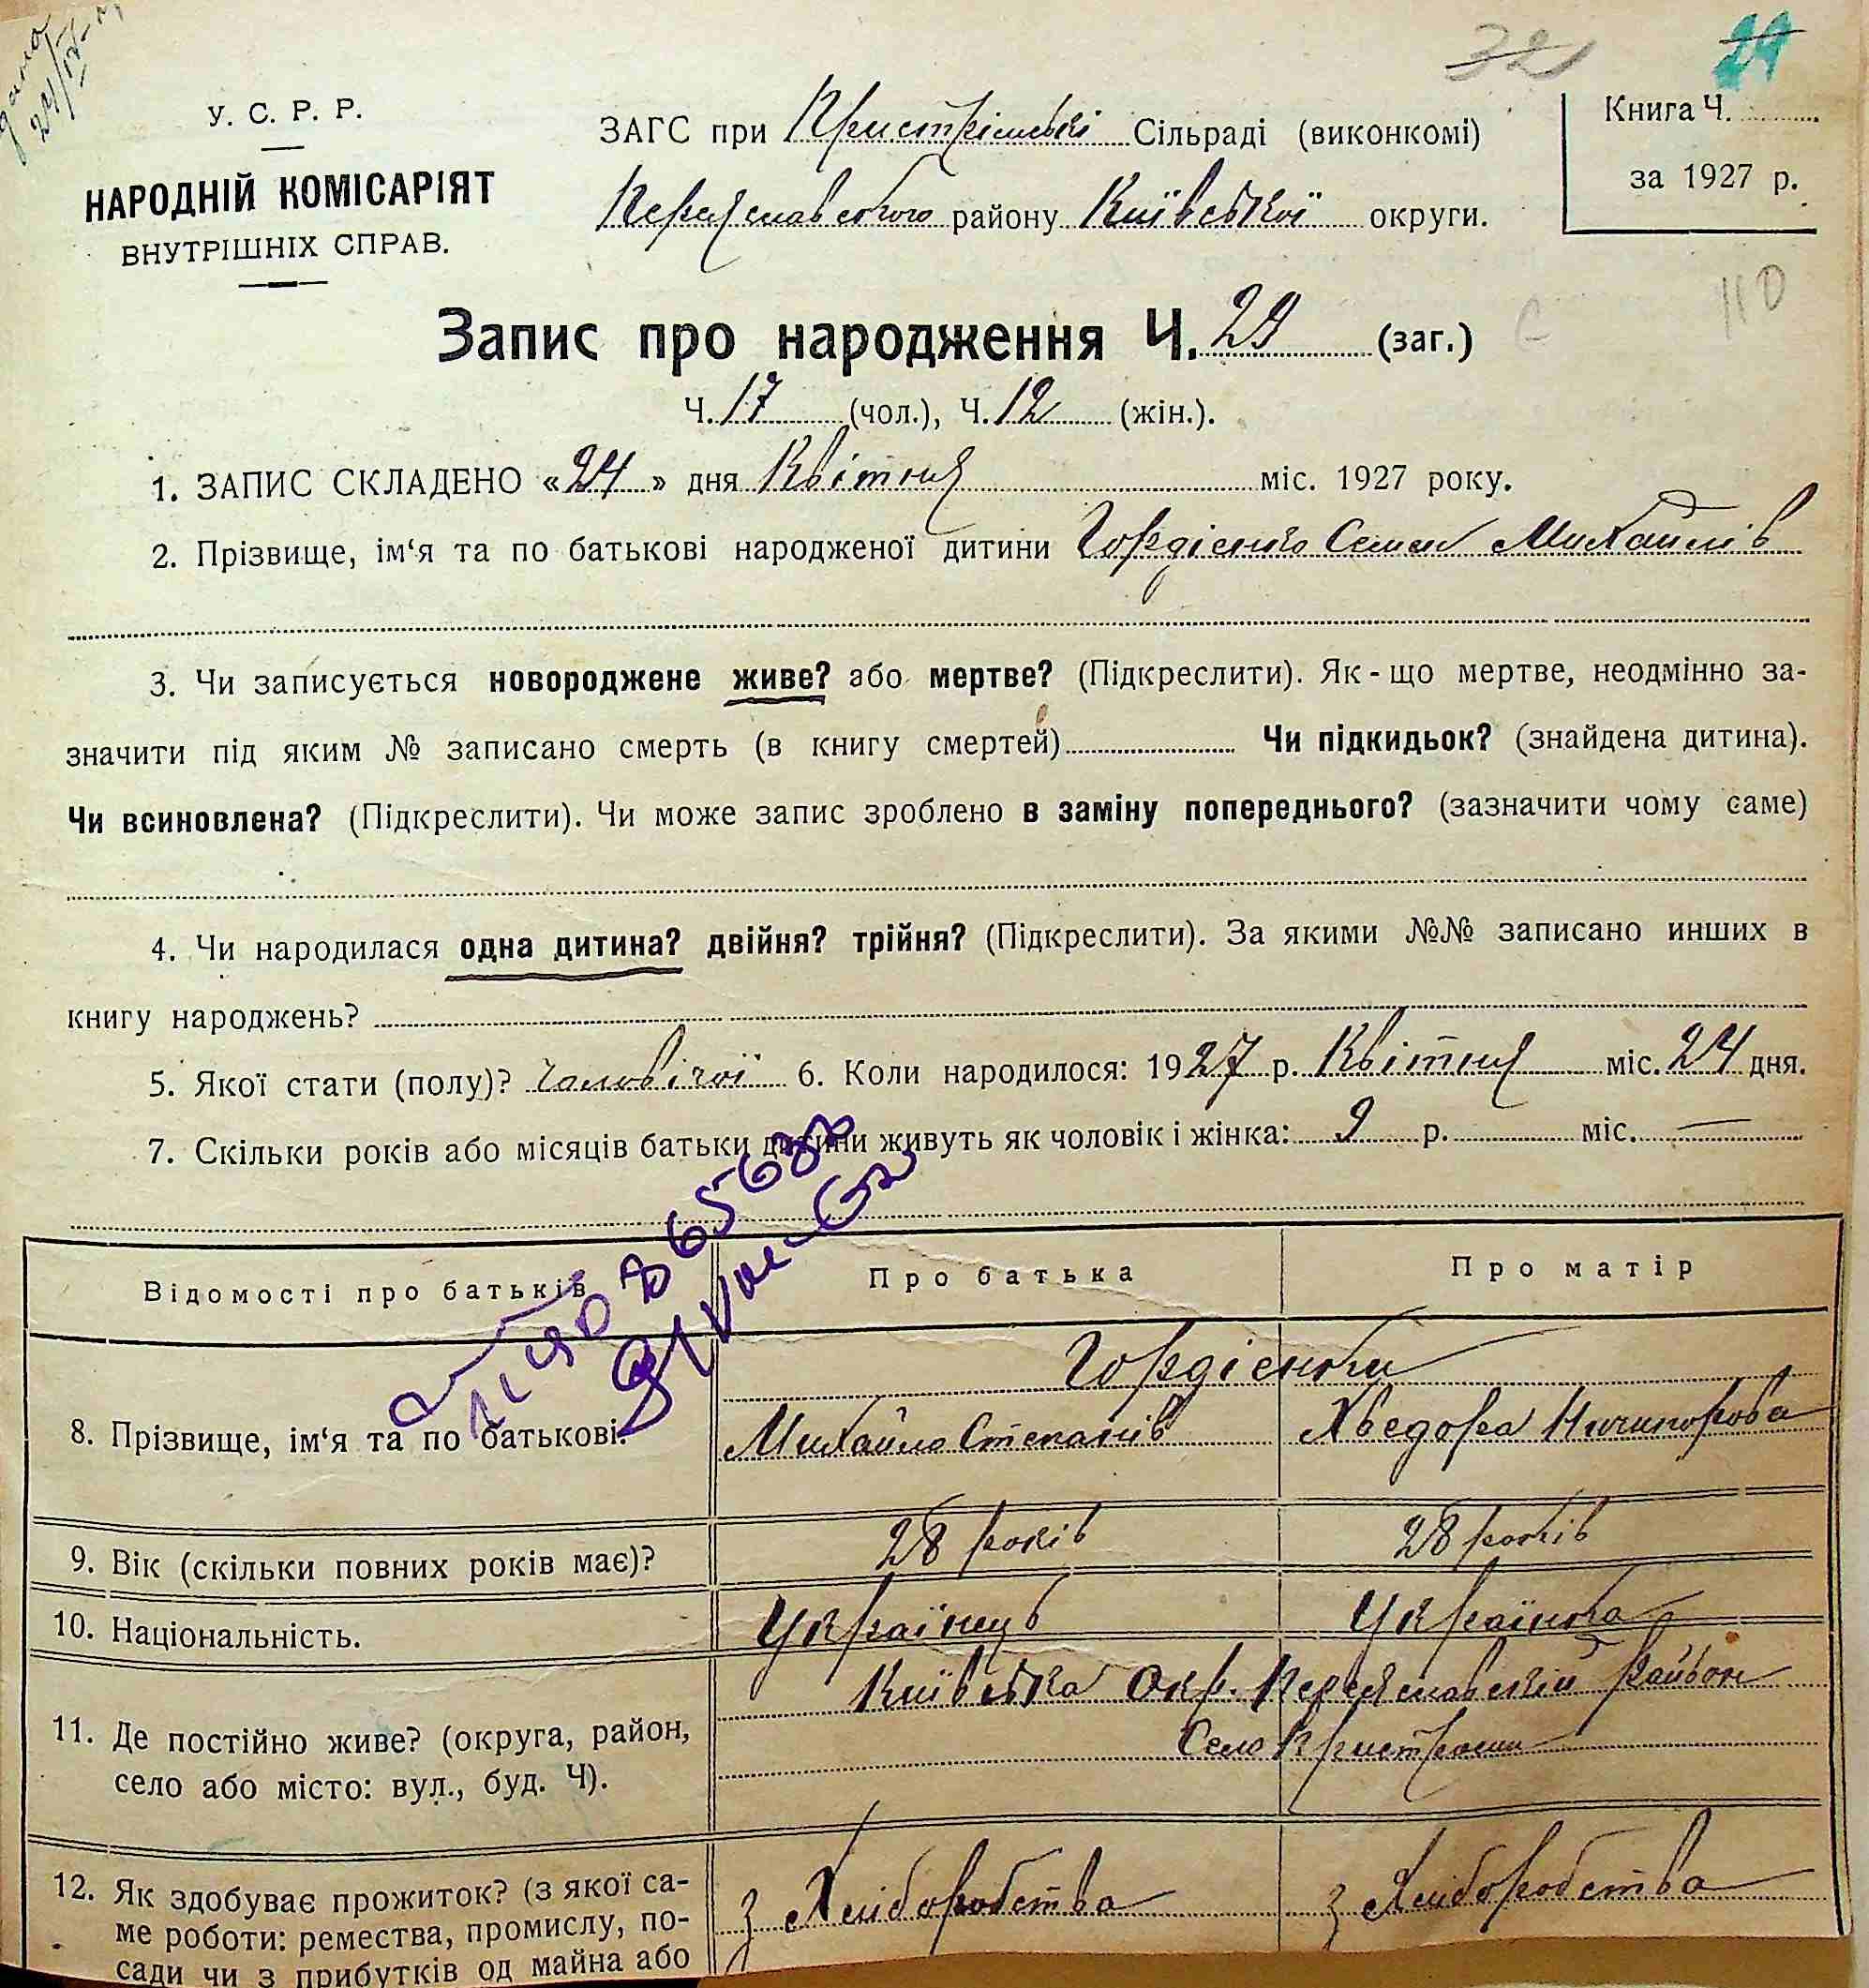 29
У. С. Р. Р.
НАРОДНІЙ КОМІСАРІЯТ
ВНУТРІШНІХ СПРАВ.
ЗАГС при Пристрімській Сільраді (виконкомі)
Переяславського району Київської округи.
Книга Ч.
за 1927 р.
110
Запис про народження Ч. 29 (заг.)
Ч. 17 (чол.), Ч. 12 (жін.).
1. ЗАПИС СКЛАДЕНО «24» дня Квітня міс. 1927 року.
2. Прізвище, ім‘я та по батькові народженої дитини Гордієнко Семен Михайлів
3. Чи записується новороджене живе? або мертве? (Підкреслити). Як-що мертве, неодмінно за-
значити під яким № записано смерть (в книгу смертей) Чи підкидьок? (знайдена дитина).
Чи всиновлена? (Підкреслити). Чи може запис зроблено в заміну попереднього? (зазначити чому саме)
4. Чи народилася одна дитина? двійня? трійня? (Підкреслити). За якими №№ записано инших в
книгу народжень?
5. Якої стати (полу)? Чоловічої 6. Коли народилося: 1927 р. Квітня міс. 24 дня.
7. Скільки років або місяців батьки дитини живуть як чоловік і жінка: 9 р. міс. —
Відомості про батьків Про батька Про матір
Гордієнки
8. Прізвище, ім‘я та по батькові. Михайло Степанів Хведора Ничипорова
9. Вік (скільки повних років має)? 28 років 28 років
10. Національність. Українець Українка
Київська Окр. Переяславский район
11. Де постійно живе? (округа, район,
Село Пристроми
село або місто: вул., буд. Ч).
12. Як здобуває прожиток? (з якої са- З Хліборобства З Хліборобства
ме роботи: ремества, промислу, по-
сади чи з прибутків од майна або